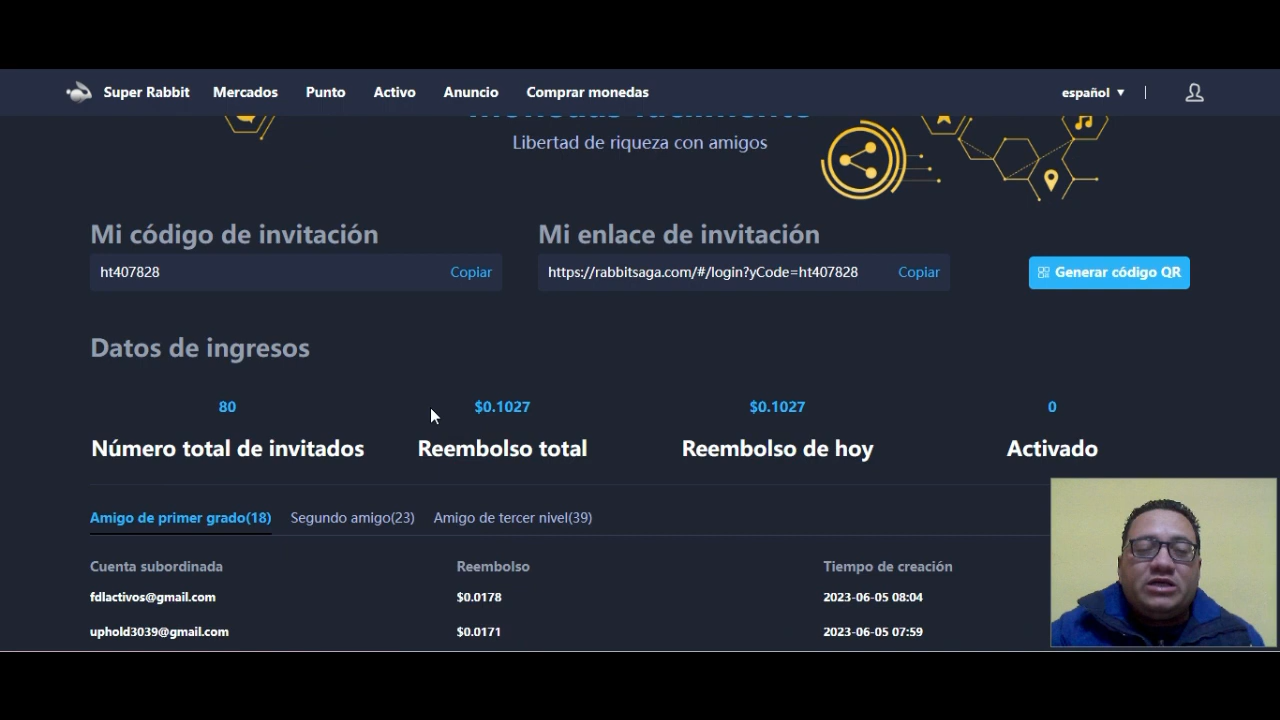 Super Rabbit Mercados Punto Activo Anuncio Comprar monedas español
Monedas fácilmente
Libertad de riqueza con amigos
Mi código de invitación Mi enlace de invitación
ht407828 Copiar https://rabbitsaga.com/#/login?yCode=ht407828 Copiar Generar código QR
Datos de ingresos
80 $0.1027 $0.1027 0
Número total de invitados Reembolso total Reembolso de hoy Activado
Amigo de primer grado(18) Segundo amigo(23) Amigo de tercer nivel(39)
Cuenta subordinada Reembolso Tiempo de creación
fdlactivos@gmail.com $0.0178 2023-06-05 08:04
uphold3039@gmail.com $0.0171 2023-06-05 07:59